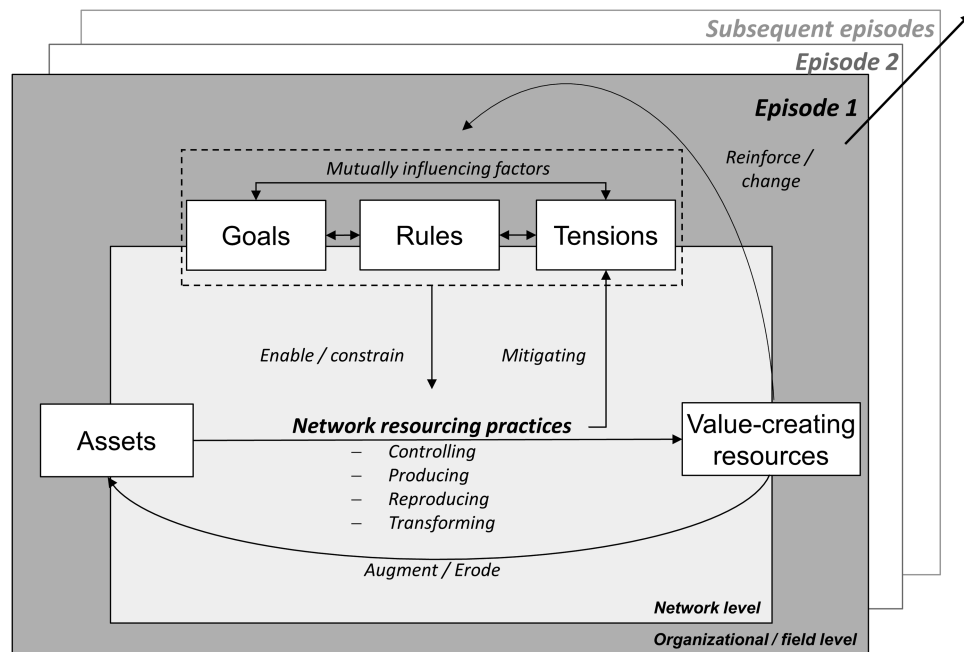 Subsequent episodes
Episode 2
Episode 1
Reinforce /
change
Mutually influencing factors
Goals
Rules
Tensions
Enable / constrain
Mitigating
Assets
Network resourcing practices
– Controlling
– Producing
– Reproducing
– Transforming
Value-creating
resources
Augment / Erode
Network level
Organizational / field level